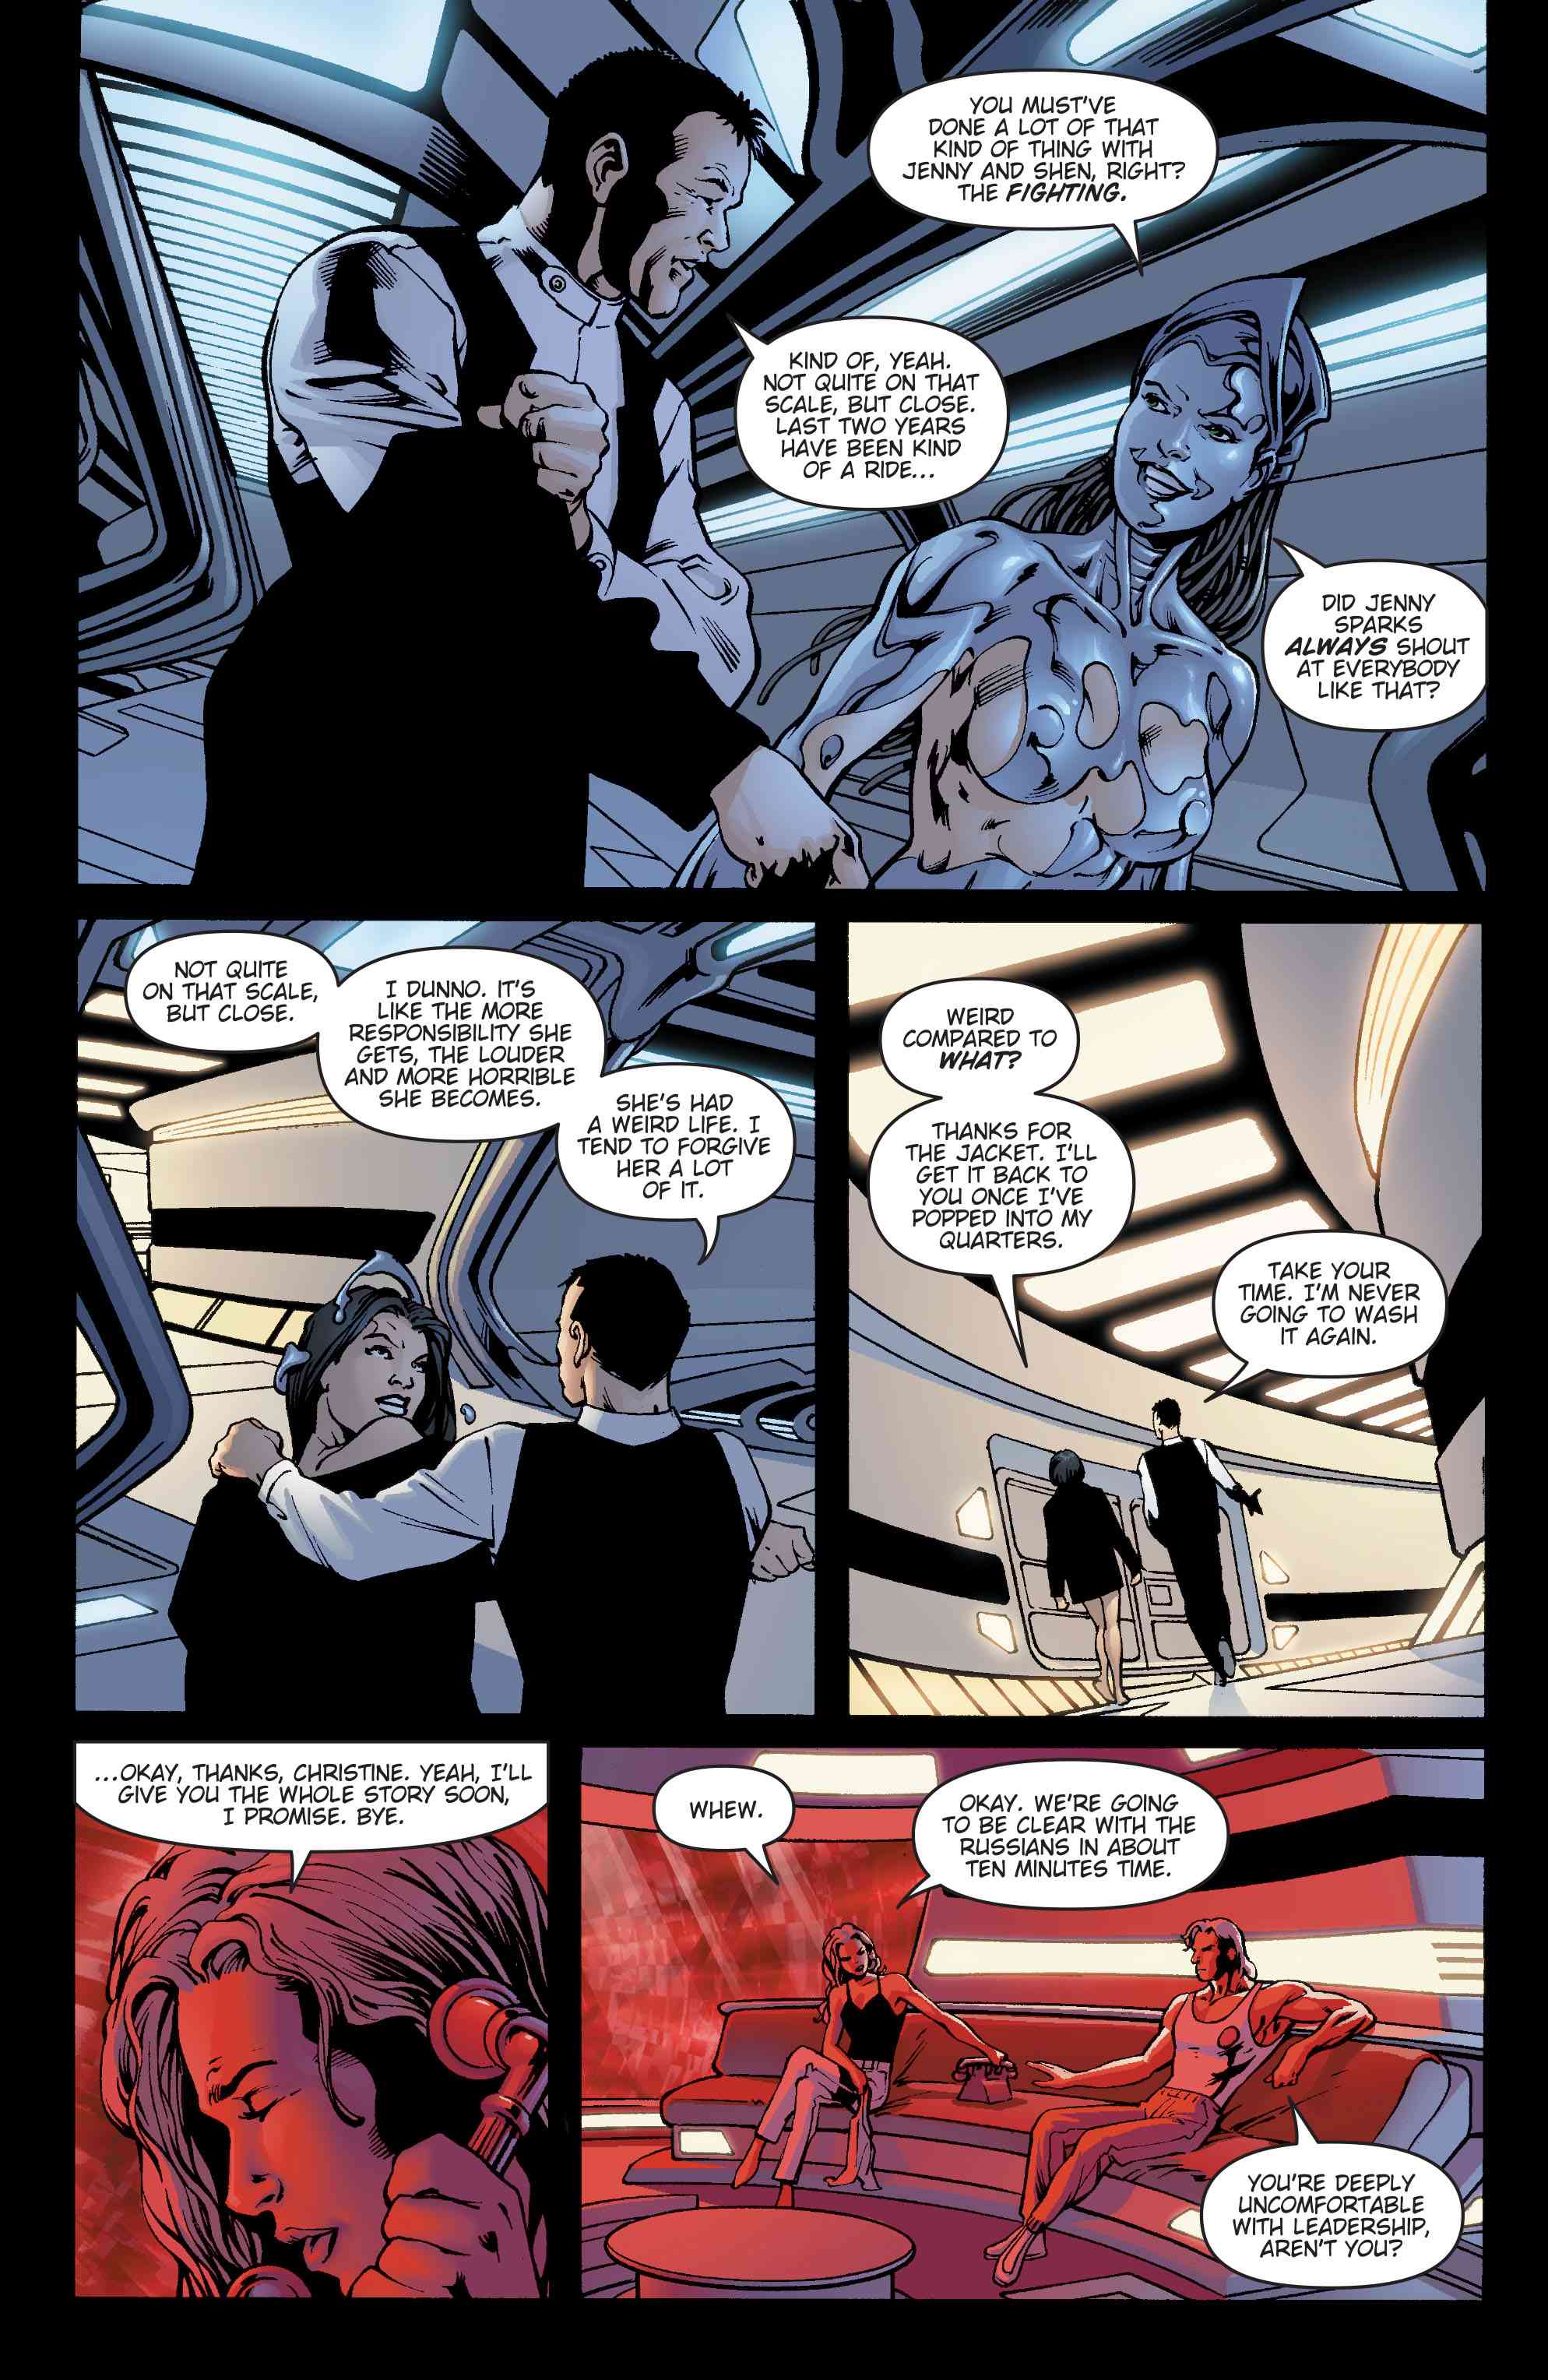 YOU MUST'VE
DONE A LOT OF THAT
KIND OF THING WITH
JENNY AND SHEN, RIGHT?
THE FIGHTING.
KIND OF, YEAH.
NOT QUITE ON THAT
SCALE, BUT CLOSE.
LAST TWO YEARS
HAVE BEEN KIND
OF A RIDE...
DID JENNY
SPARKS
ALWAYS SHOUT
AT EVERYBODY
LIKE THAT?
NOT QUITE
ON THAT SCALE,
BUT CLOSE.
I DUNNO. IT'S
LIKE THE MORE
RESPONSIBILITY SHE
GETS, THE LOUDER
AND MORE HORRIBLE
SHE BECOMES.
SHE'S HAD
A WEIRD LIFE. I
TEND TO FORGIVE
HER A LOT
OF IT.
WEIRD
COMPARED TO
WHAT?
THANKS FOR
THE JACKET. I'LL
GET IT BACK TO
YOU ONCE I'VE
POPPED INTO MY
QUARTERS.
TAKE YOUR
TIME. I'M NEVER
GOING TO WASH
IT AGAIN.
...OKAY, THANKS, CHRISTINE. YEAH, I'LL
GIVE YOU THE WHOLE STORY SOON,
I PROMISE. BYE.
WHEW.
OKAY. WE'RE GOING
TO BE CLEAR WITH THE
RUSSIANS IN ABOUT
TEN MINUTES TIME.
YOU'RE DEEPLY
UNCOMFORTABLE
WITH LEADERSHIP,
AREN'T YOU?